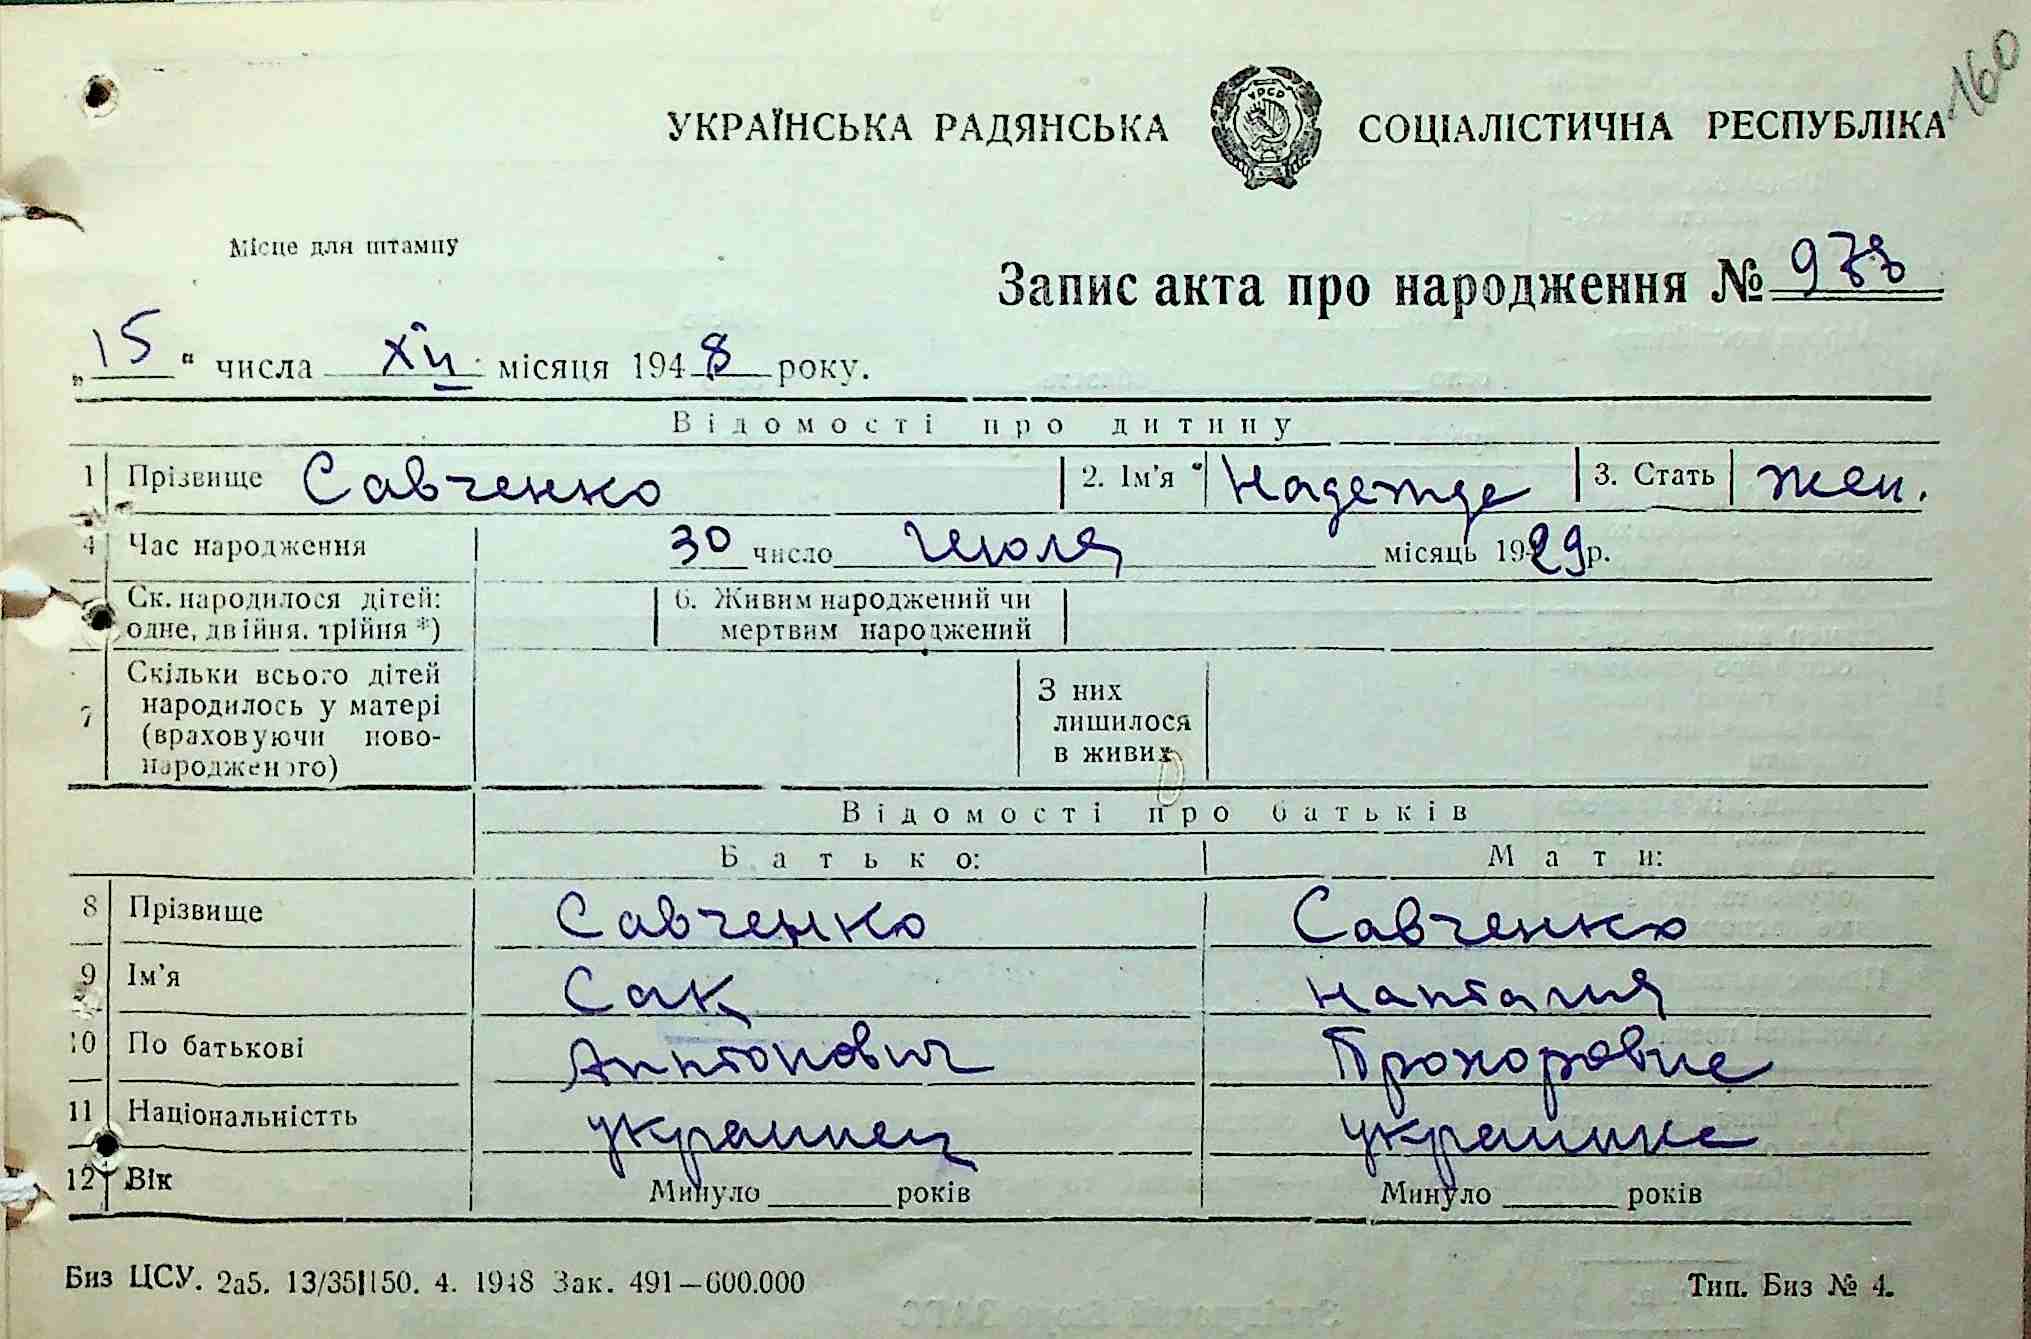 160
УКРАЇНСЬКА РАДЯНСЬКА УРСР СОЦІАЛІСТИЧНА РЕСПУБЛІКА
Місце для штампу
Запис акта про народження №
„15“ числа XII місяця 1948 року.
Відомості про дитину
1 Прізвище Савченко 2. Ім'я Надежда 3. Стать жен.
4 Час народження 30 число Июля місяць 1929 р.
Ск. народилося дітей: 6. Живим народжений чи
одне, двійня, трійня *) мертвим народжений
7 Скільки всього дітей народилось у матері (враховуючи ново-народженого) З них лишилося в живих
Відомості про батьків
Батько: Мати:
8 Прізвище Савченко Савченко
9 Ім'я Сак Наталия
10 По батькові Антонович Прохоровна
11 Національністть украинец украинка
12 Вік Минуло років Минуло років
Биз ЦСУ. 2а5. 13/35|150. 4. 1948 Зак. 491—600.000 Тип. Биз № 4.